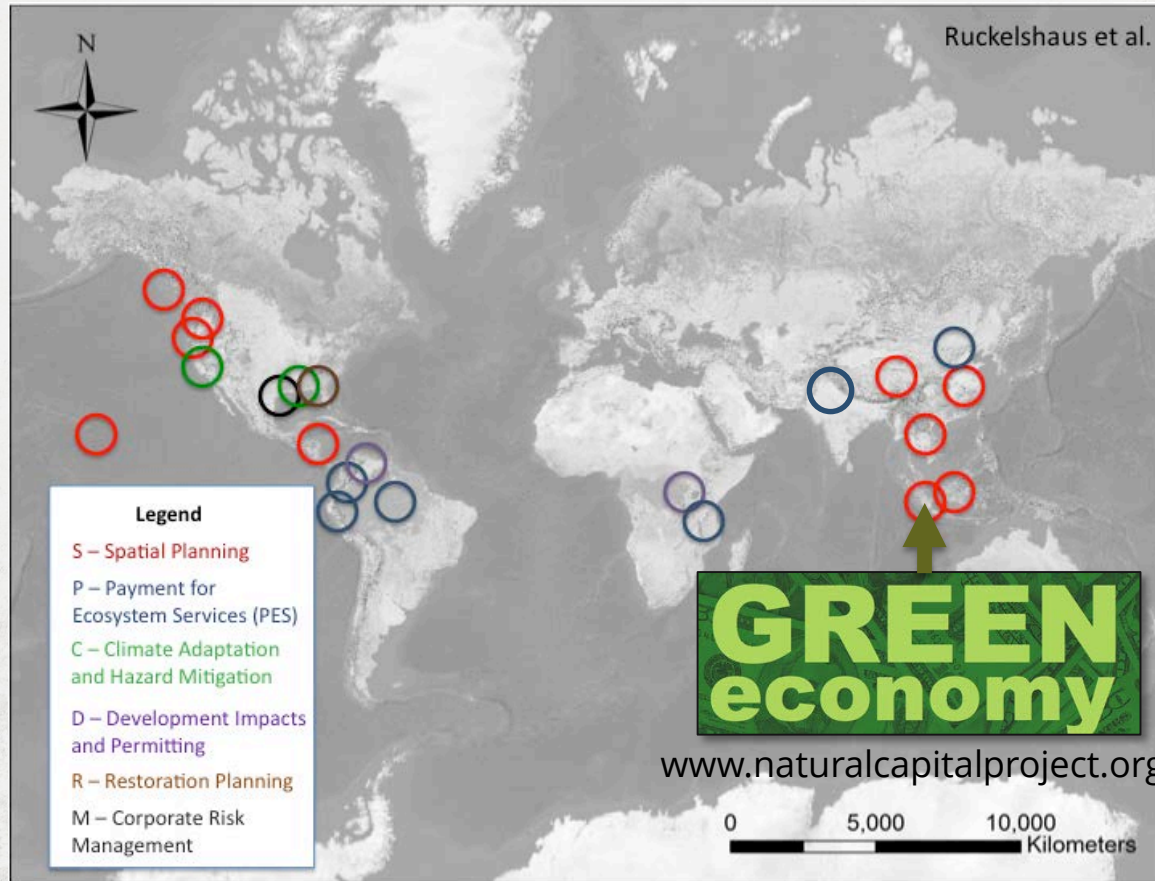 Ruckelshaus et al.
N
Legend
S – Spatial Planning
P – Payment for
Ecosystem Services (PES)
C – Climate Adaptation
and Hazard Mitigation
D – Development Impacts
and Permitting
R – Restoration Planning
M – Corporate Risk
Management
GREEN
economy
www.naturalcapitalproject.org
0 5,000 10,000
Kilometers